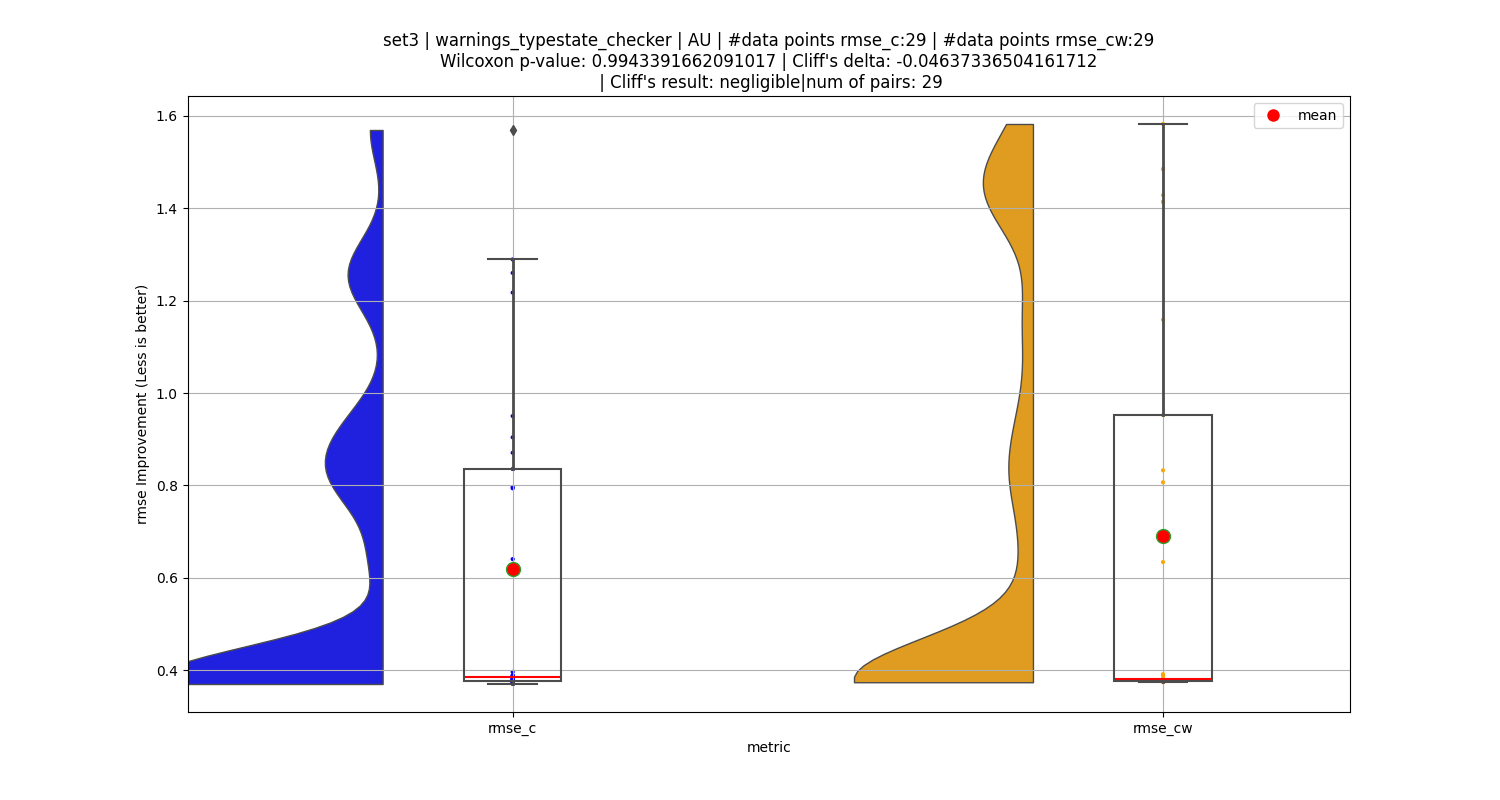 set3 | warnings_typestate_checker | AU | #data points rmse_c:29 | #data points rmse_cw:29
Wilcoxon p-value: 0.9943391662091017 | Cliff's delta: -0.04637336504161712
| Cliff's result: negligible|num of pairs: 29
mean
1.6
1.4
1.2
1.0
0.8
0.6
0.4
rmse Improvement (Less is better)
rmse_c
rmse_cw
metric